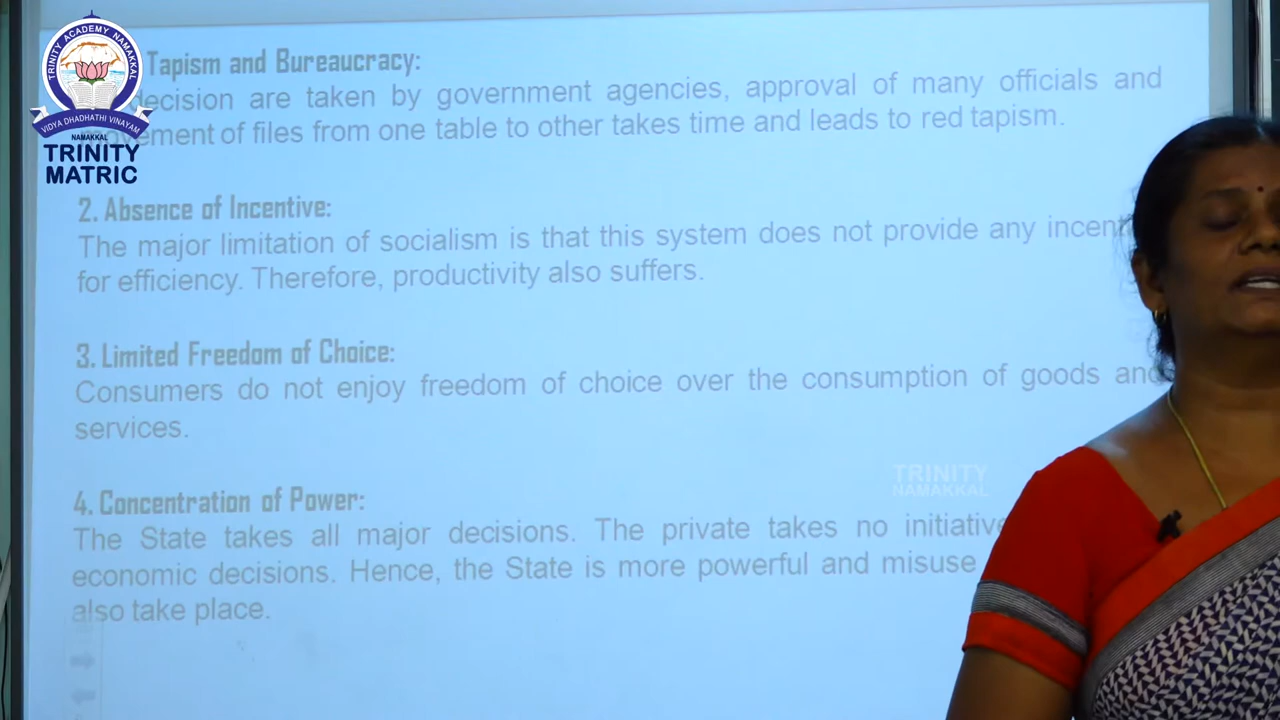 TRINITY ACADEMY NAMAKKAL
VIDYA DHADHATHI VINAYAM
NAMAKKAL
TRINITY
MATRIC
Tapism and Bureaucracy:
decision are taken by government agencies, approval of many officials and
of files from one table to other takes time and leads to red tapism.
2. Absence of Incentive:
The major limitation of socialism is that this system does not provide any
for efficiency. Therefore, productivity also suffers.
3. Limited Freedom of Choice:
Consumers do not enjoy freedom of choice over the consumption of goods and
services.
4. Concentration of Power:
The State takes all major decisions. The private takes no
economic decisions. Hence, the State is more powerful and misuse
also take place.
TRINITY
NAMAKKAL